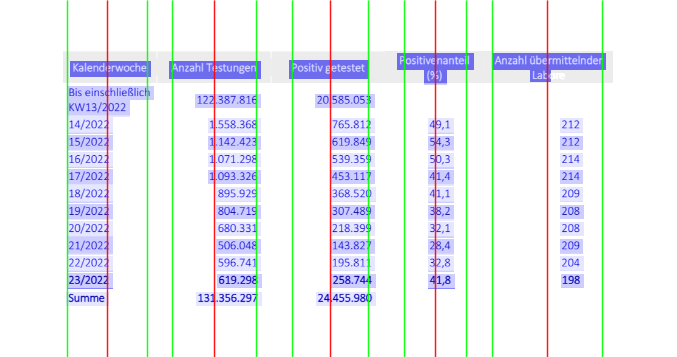 Kalenderwoche Anzahl Testungen Positiv getestet Positivenanteil (%) Anzahl übermittelnder Labore
Bis einschließlich
KW13/2022 122.387.816 20.585.053
14/2022 1.558.368 765.812 49,1 212
15/2022 1.142.423 619.849 54,3 212
16/2022 1.071.298 539.359 50,3 214
17/2022 1.093.326 453.117 41,4 214
18/2022 895.929 368.520 41,1 209
19/2022 804.719 307.489 38,2 208
20/2022 680.331 218.399 32,1 208
21/2022 506.048 143.827 28,4 209
22/2022 596.741 195.811 32,8 204
23/2022 619.298 258.744 41,8 198
Summe 131.356.297 24.455.980